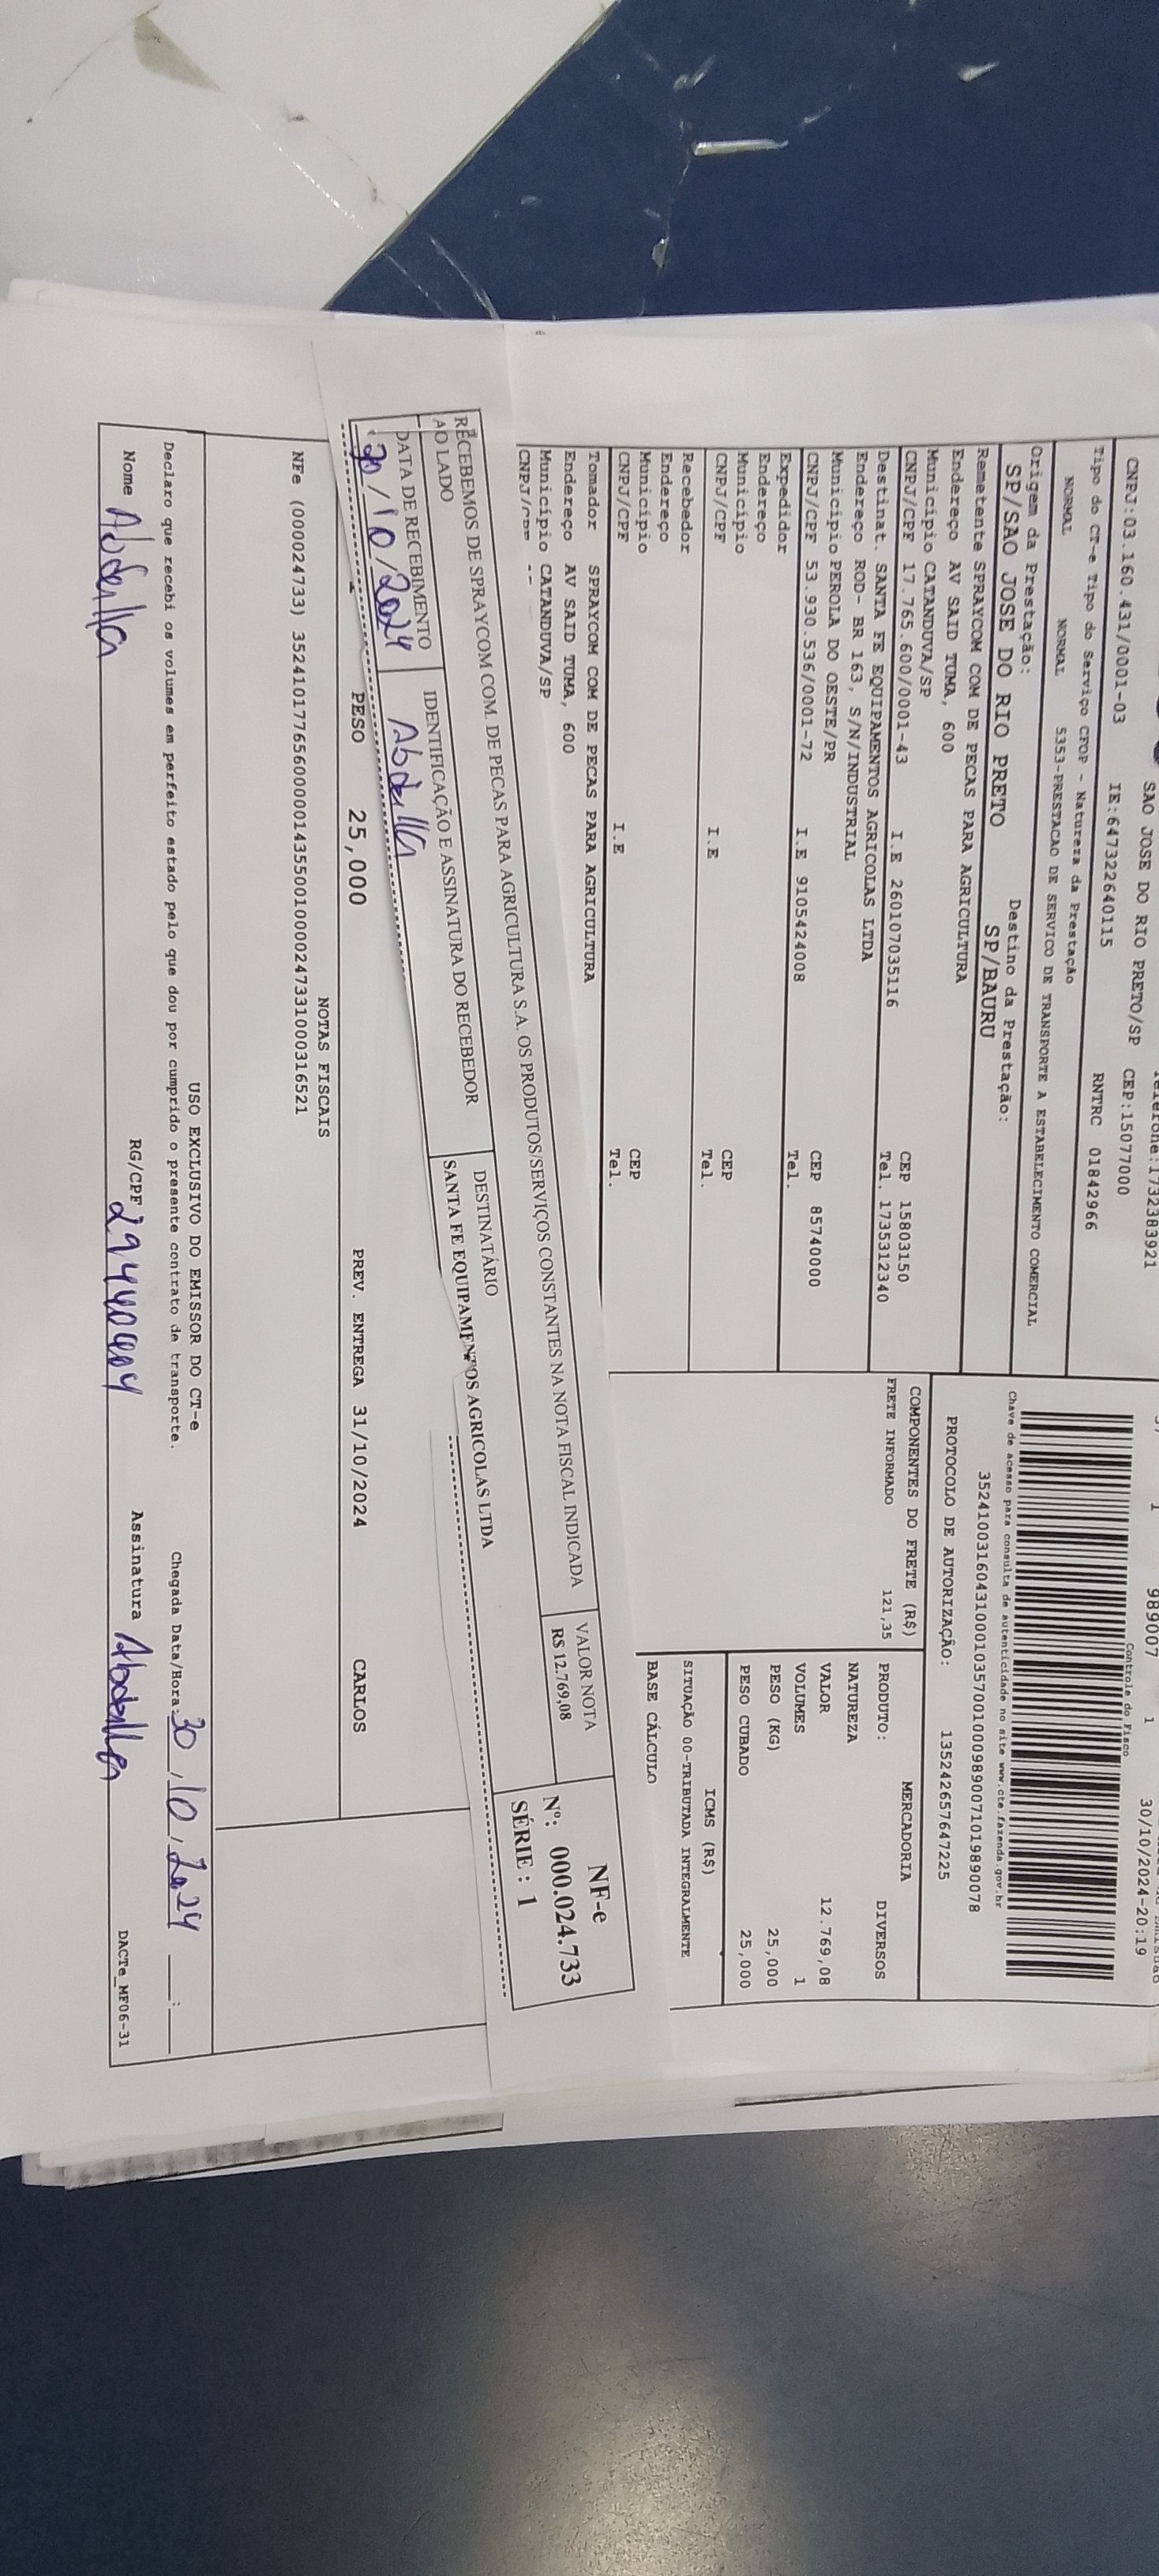 SAO JOSE DO RIO PRETO/SP CEP:15077000
CNPJ:03.160.431/0001-03 IE:647322640115 RNTRC 01842966
989007 1 30/10/2024-20:19
Controle do Fisco
Tipo do CT-e Tipo do Serviço CFOP - Natureza da Prestação
NORMAL NORMAL 5353-PRESTACAO DE SERVICO DE TRANSPORTE A ESTABELECIMENTO COMERCIAL
Origem da Prestação: Destino da Prestação:
SP/SAO JOSE DO RIO PRETO SP/BAURU
Chave de acesso para consulta de autenticidade no site www.cte.fazenda.gov.br
35241003160431000103570010009890071019890078
PROTOCOLO DE AUTORIZAÇÃO: 135242657647225
Remetente SPRAYCOM COM DE PECAS PARA AGRICULTURA
Endereço AV SAID TUMA, 600
Município CATANDUVA/SP CEP 15803150
CNPJ/CPF 17.765.600/0001-43 I.E 260107035116 Tel. 1735312340
Destinat. SANTA FE EQUIPAMENTOS AGRICOLAS LTDA
Endereço ROD- BR 163, S/N/INDUSTRIAL
Município PEROLA DO OESTE/PR CEP 85740000
CNPJ/CPF 53.930.536/0001-72 I.E 9105424008 Tel.
Expedidor
Endereço
Município CEP
CNPJ/CPF I.E Tel.
Recebedor
Endereço
Município CEP
CNPJ/CPF I.E Tel.
Tomador SPRAYCOM COM DE PECAS PARA AGRICULTURA
Endereço AV SAID TUMA, 600
Município CATANDUVA/SP
COMPONENTES DO FRETE (R$)
FRETE INFORMADO 121,35
MERCADORIA
PRODUTO: DIVERSOS
NATUREZA
VALOR 12.769,08
VOLUMES 1
PESO (KG) 25,000
PESO CUBADO 25,000
ICMS (R$)
SITUAÇÃO 00-TRIBUTADA INTEGRALMENTE
BASE CÁLCULO
RECEBEMOS DE SPRAYCOM COM. DE PECAS PARA AGRICULTURA S.A. OS PRODUTOS/SERVIÇOS CONSTANTES NA NOTA FISCAL INDICADA
AO LADO
VALOR NOTA
R$ 12.769,08
NF-e
Nº: 000.024.733
SÉRIE : 1
DATA DE RECEBIMENTO IDENTIFICAÇÃO E ASSINATURA DO RECEBEDOR DESTINATÁRIO
30/10/2024 SANTA FE EQUIPAMENTOS AGRICOLAS LTDA
PESO 25,000 PREV. ENTREGA 31/10/2024 CARLOS
NOTAS FISCAIS
NFe (000024733) 35241017765600000143550010000247331000316521
USO EXCLUSIVO DO EMISSOR DO CT-e
Declaro que recebi os volumes em perfeito estado pelo que dou por cumprido o presente contrato de transporte. Chegada Data/Hora: 30/10/2024 __:__
Nome RG/CPF Assinatura
DACTe_MF06-31